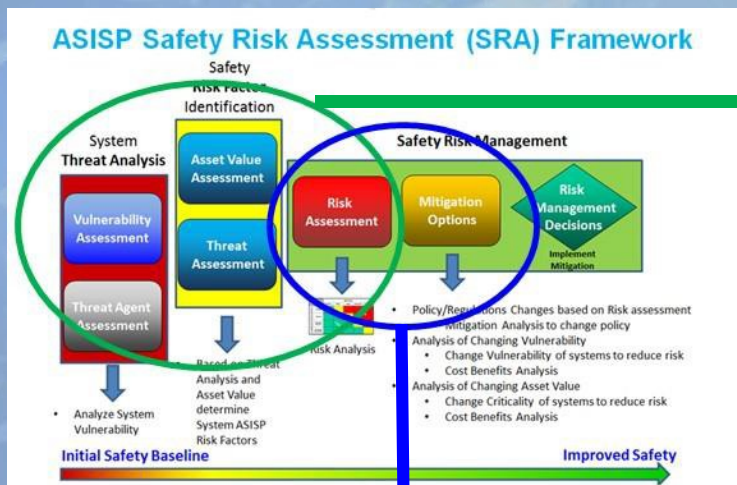 ASISP Safety Risk Assessment (SRA) Framework
Safety
Risk Factor
Identification
System
Threat Analysis
Safety Risk Management
Asset Value
Assessment
Vulnerability
Assessment
Threat
Assessment
Threat Agent
Assessment
Risk
Assessment
Mitigation
Options
Risk
Management
Decisions
Implement
Mitigation
Risk Analysis
• Analyze System
Vulnerability
• Based on Threat
Analysis and
Asset Value
determine
System ASISP
Risk Factors
• Policy/Regulations Changes based on Risk assessment
Mitigation Analysis to change policy
• Analysis of Changing Vulnerability
• Change Vulnerability of systems to reduce risk
• Cost Benefits Analysis
• Analysis of Changing Asset Value
• Change Criticality of systems to reduce risk
• Cost Benefits Analysis
Initial Safety Baseline
Improved Safety